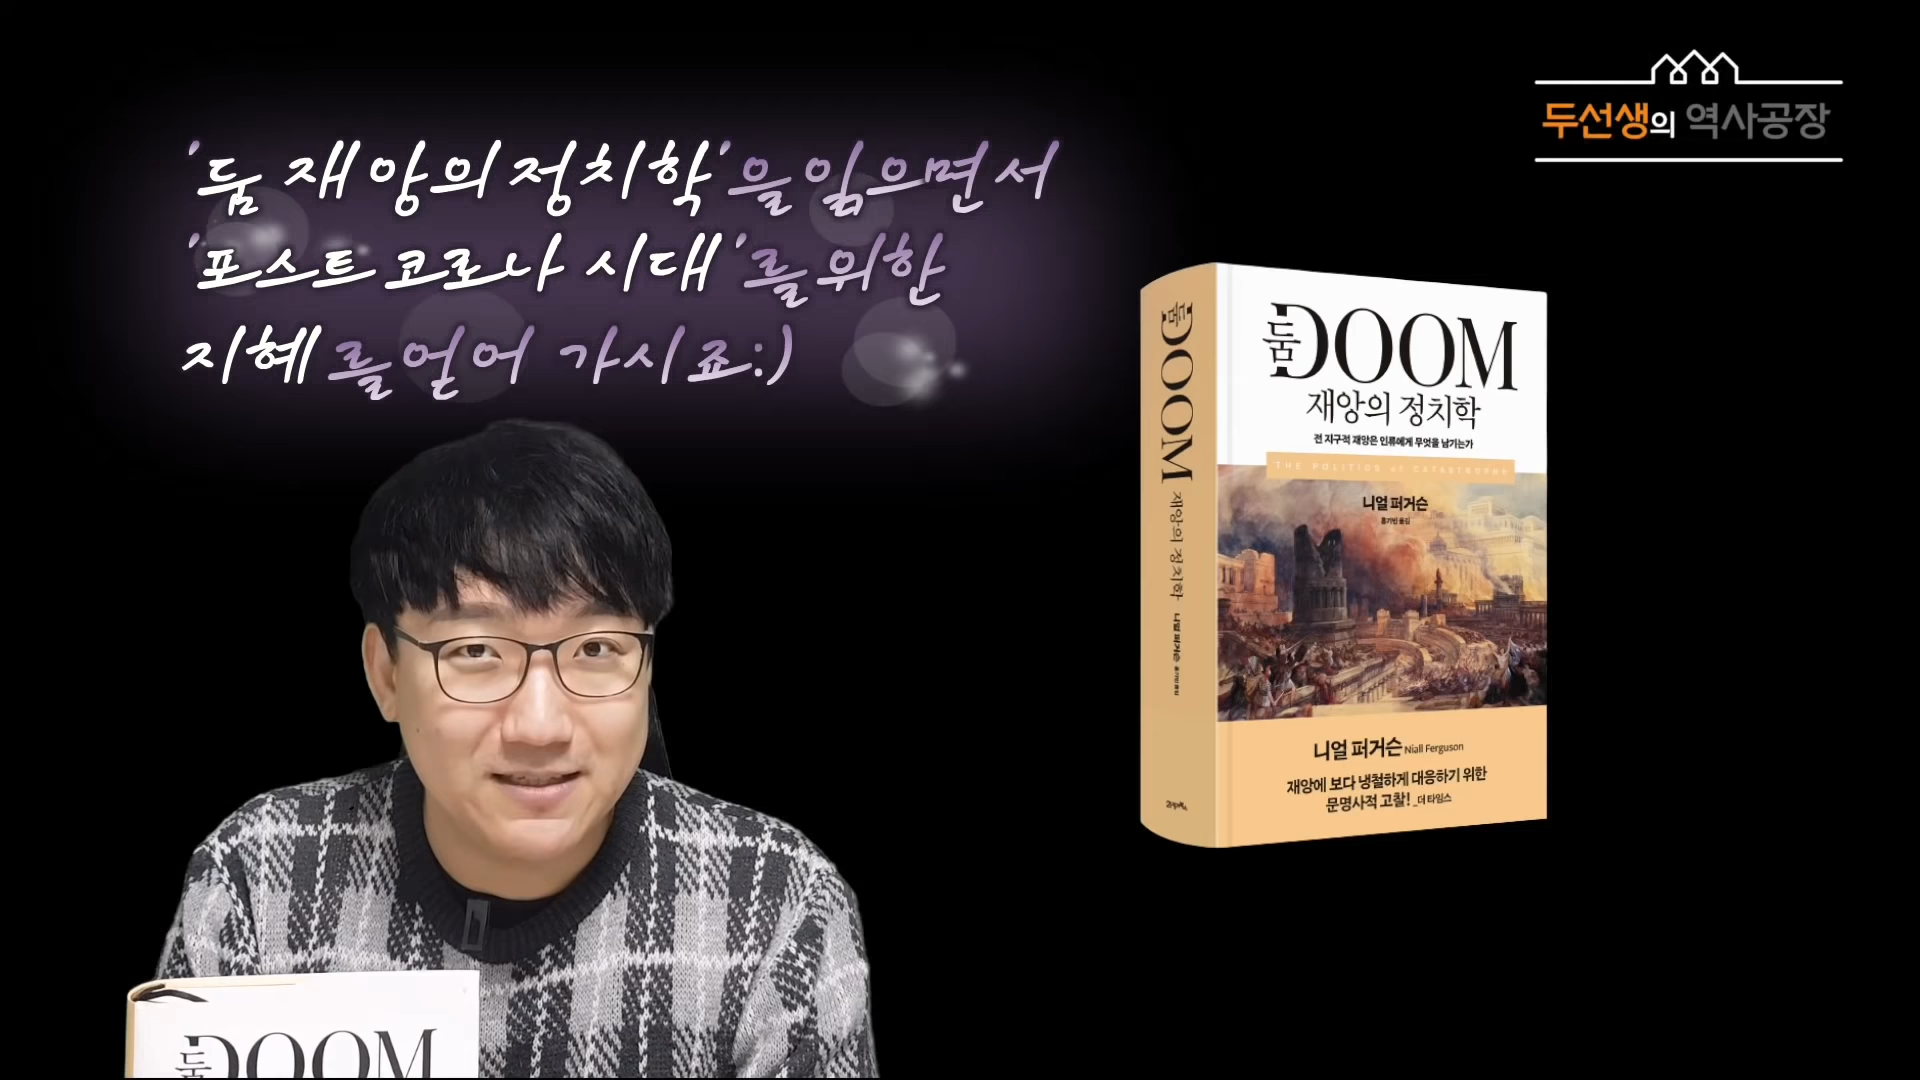 '둠 재앙의 정치학'을 읽으면서
'포스트 코로나 시대'를 위한
지혜를 얻어 가시죠:)
두선생의 역사공장
둠 DOOM 재앙의 정치학 니얼 퍼거슨
둠 DOOM
재앙의 정치학
전 지구적 재앙은 인류에게 무엇을 남기는가
THE POLITICS of CATASTROPHE
니얼 퍼거슨
홍기빈 옮김
니얼 퍼거슨 Niall Ferguson
재앙에 보다 냉철하게 대응하기 위한
문명사적 고찰! _더 타임스
둠 DOOM